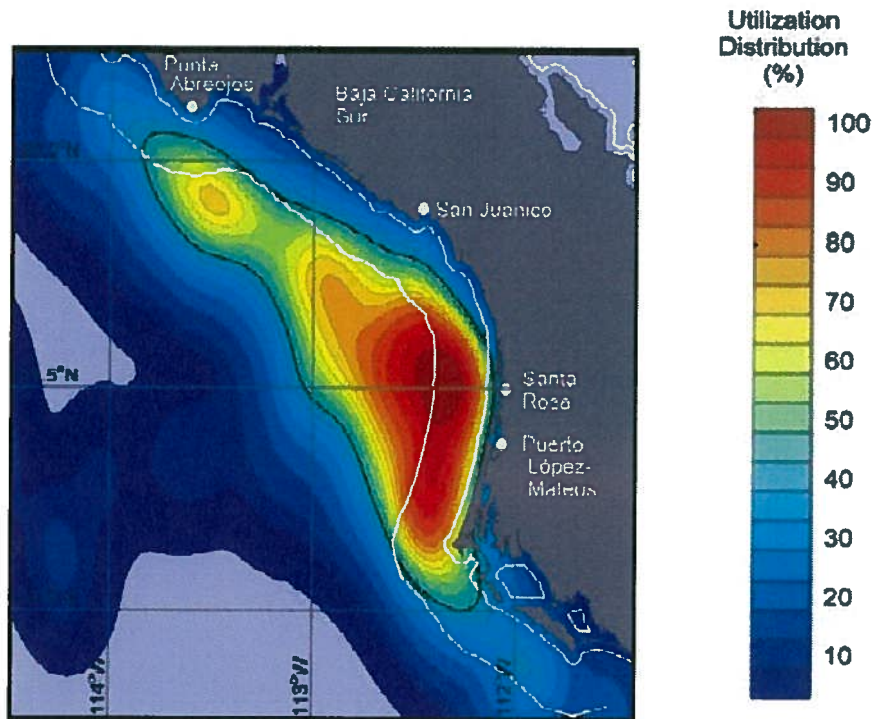 Utilization
Distribution
(%)
100
90
80
70
60
50
40
30
20
10
Punta
Abreojos
Baja California
Sur
San Juanico
5°N
Santa
Rosa
Puerto
López-
Mateos
114°W
113°W
112°W